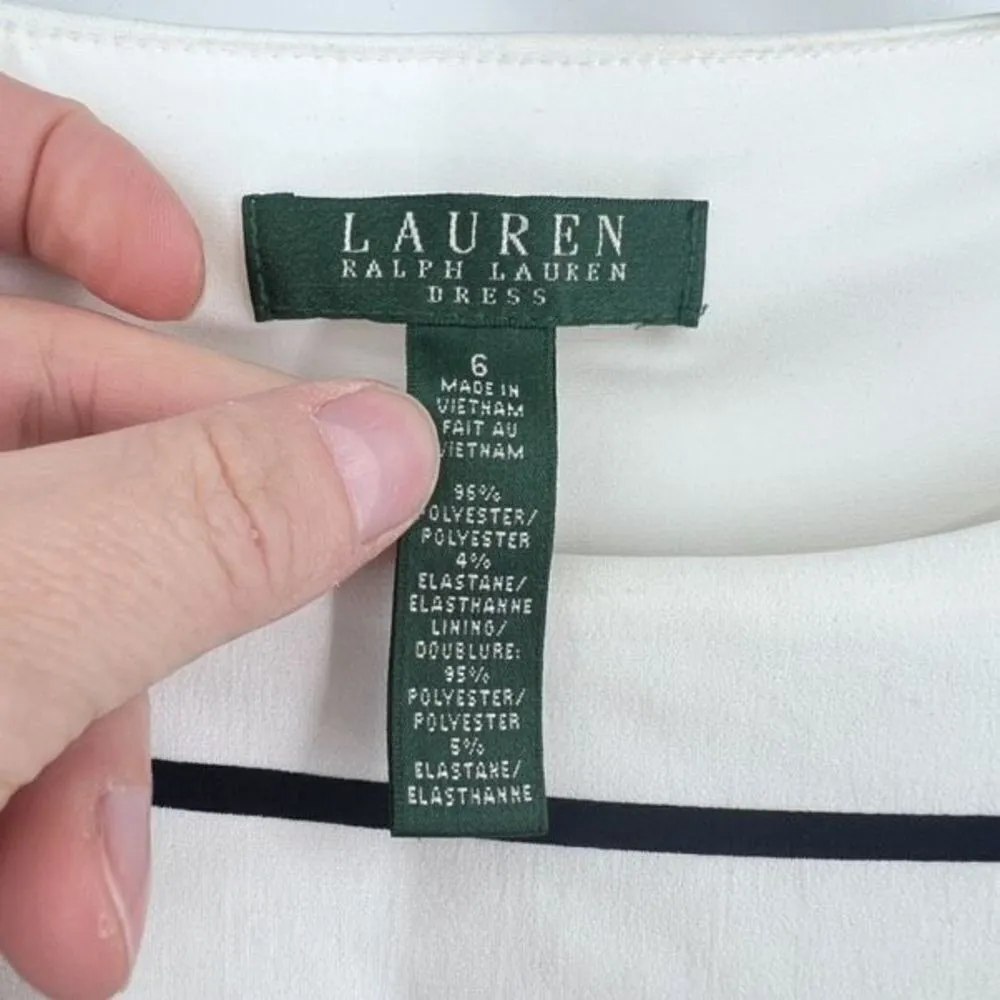 LAUREN
RALPH LAUREN
DRESS
6
MADE IN
VIETNAM
FAIT AU
VIETNAM
96%
POLYESTER/
POLYESTER
4%
ELASTANE/
ELASTHANNE
LINING/
DOUBLURE:
95%
POLYESTER/
POLYESTER
5%
ELASTANE/
ELASTHANNE